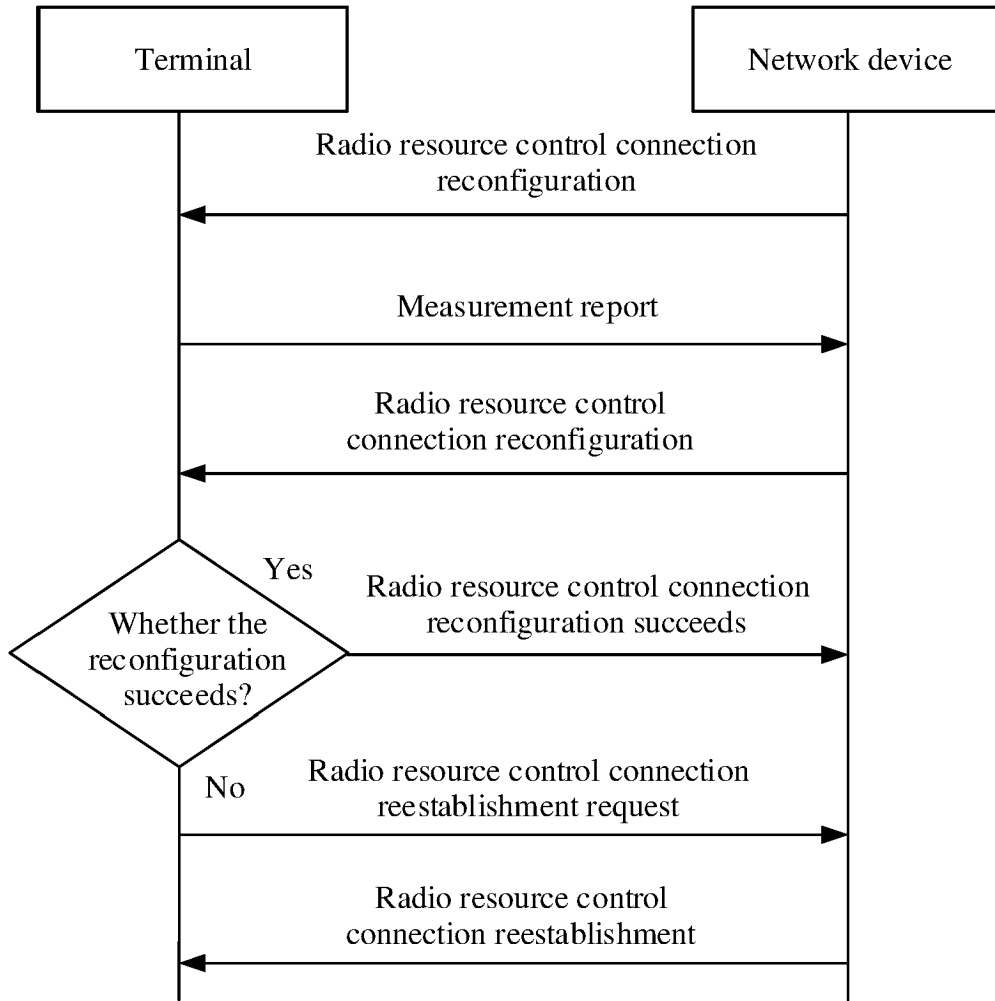 Terminal
Network device
Radio resource control connection
reconfiguration
Measurement report
Radio resource control
connection reconfiguration
Yes
Radio resource control connection
reconfiguration succeeds
Whether the
reconfiguration
succeeds?
No
Radio resource control connection
reestablishment request
Radio resource control
connection reestablishment